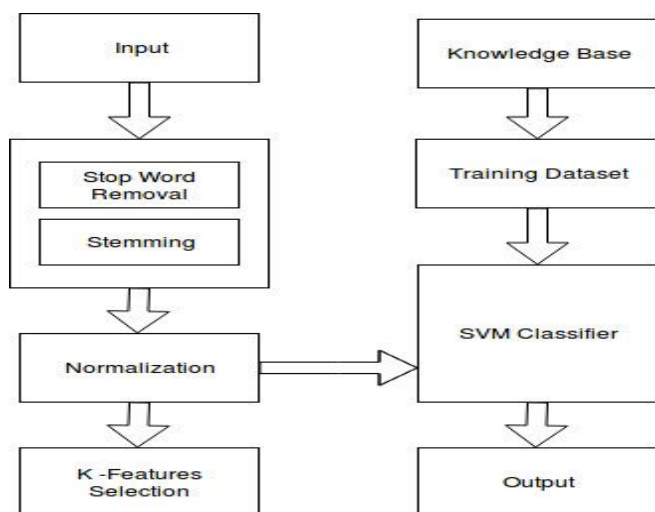 Input
Stop Word
Removal
Stemming
Normalization
K -Features
Selection
Knowledge Base
Training Dataset
SVM Classifier
Output